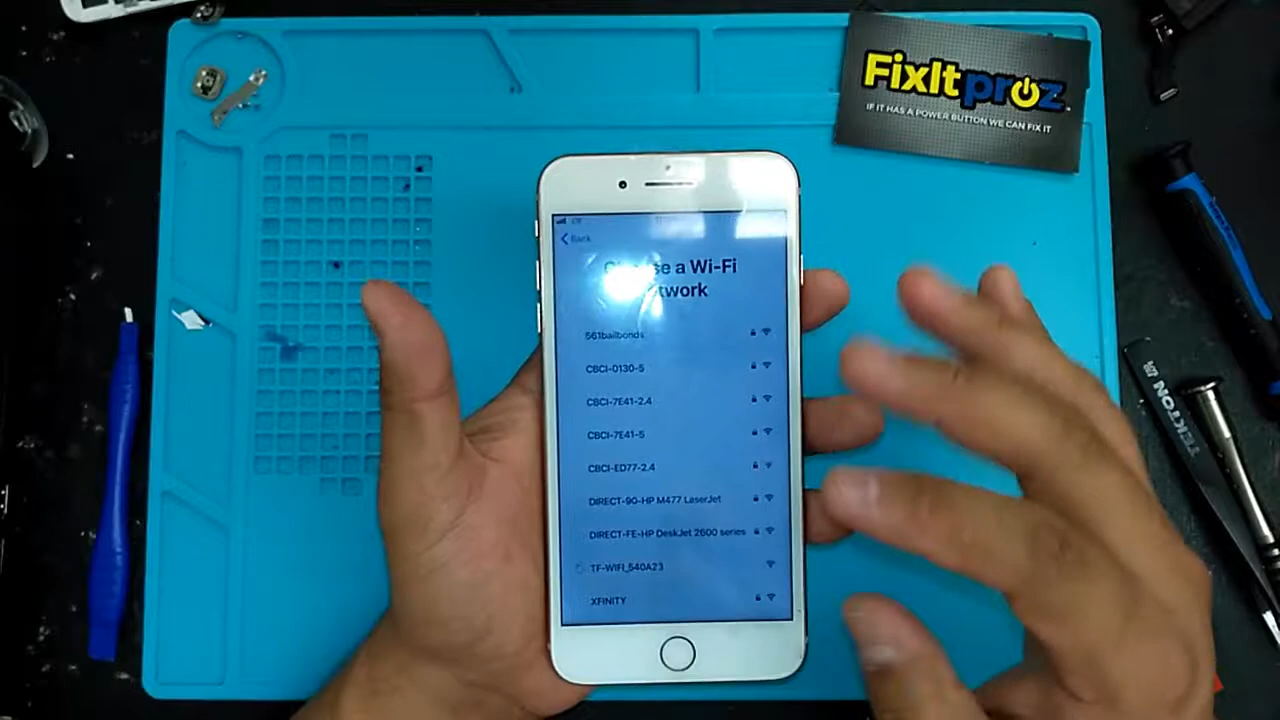 FixItproz
IF IT HAS A POWER BUTTON WE CAN FIX IT
Back
se a Wi-Fi
twork
561bailbonds
CBCI-0130-5
CBCI-7E41-2.4
CBCI-7E41-5
CBCI-ED77-2.4
DIRECT-90-HP M477 LaserJet
DIRECT-FE-HP DeskJet 2600 series
TF-WIFI_540A23
XFINITY
TEKTON